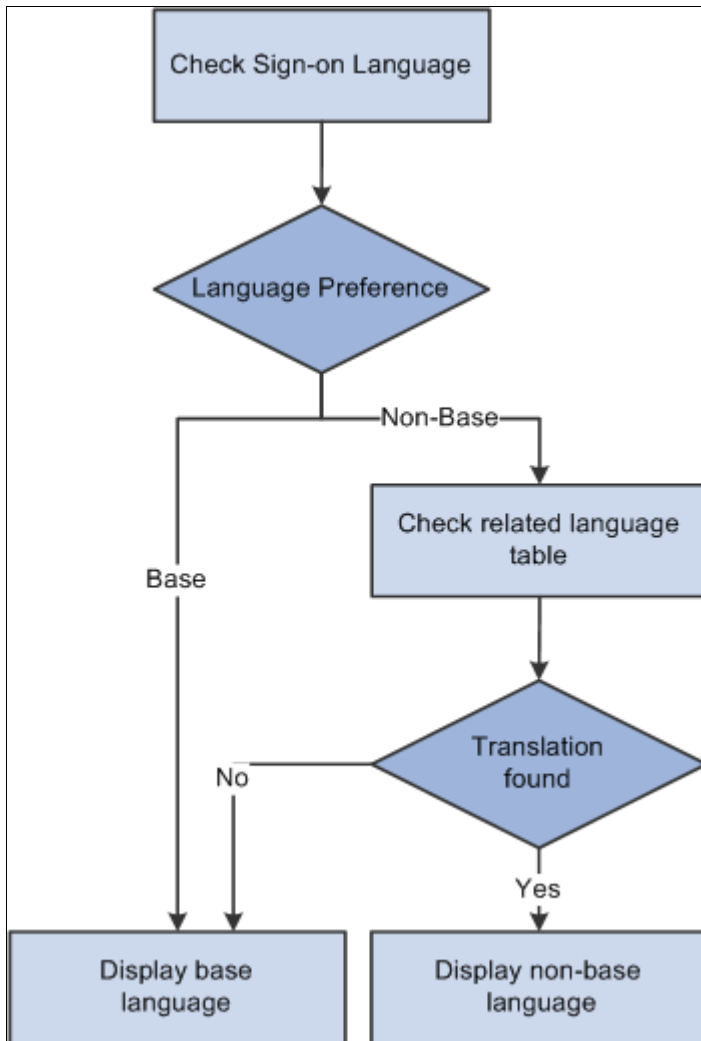 Check Sign-on Language
Language Preference
Non-Base
Check related language
table
Base
Translation
found
No
Yes
Display base
language
Display non-base
language